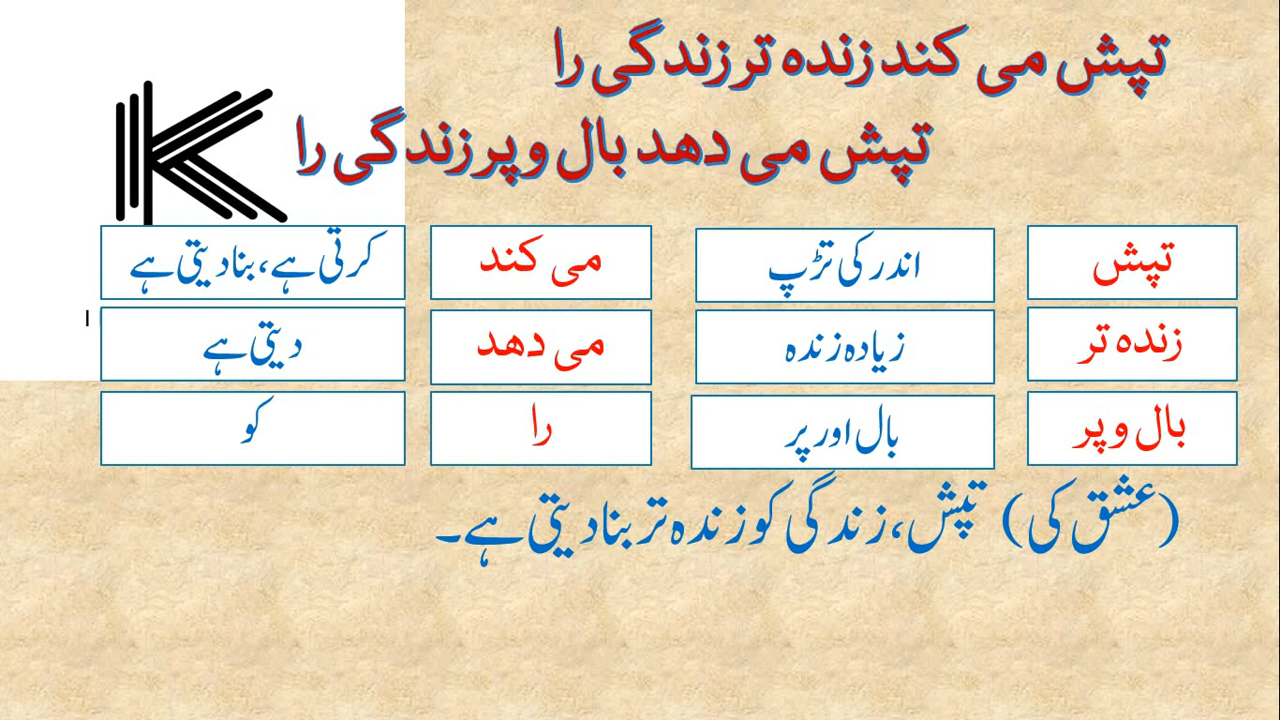 تپش می کند زندہ تر زندگی را
تپش می دھد بال و پر زندگی را
تپش اندر کی تڑپ می کند کرتی ہے، بنا دیتی ہے
زندہ تر زیادہ زندہ می دھد دیتی ہے
بال و پر بال اور پر را کو
(عشق کی) تپش، زندگی کو زندہ تر بنا دیتی ہے۔